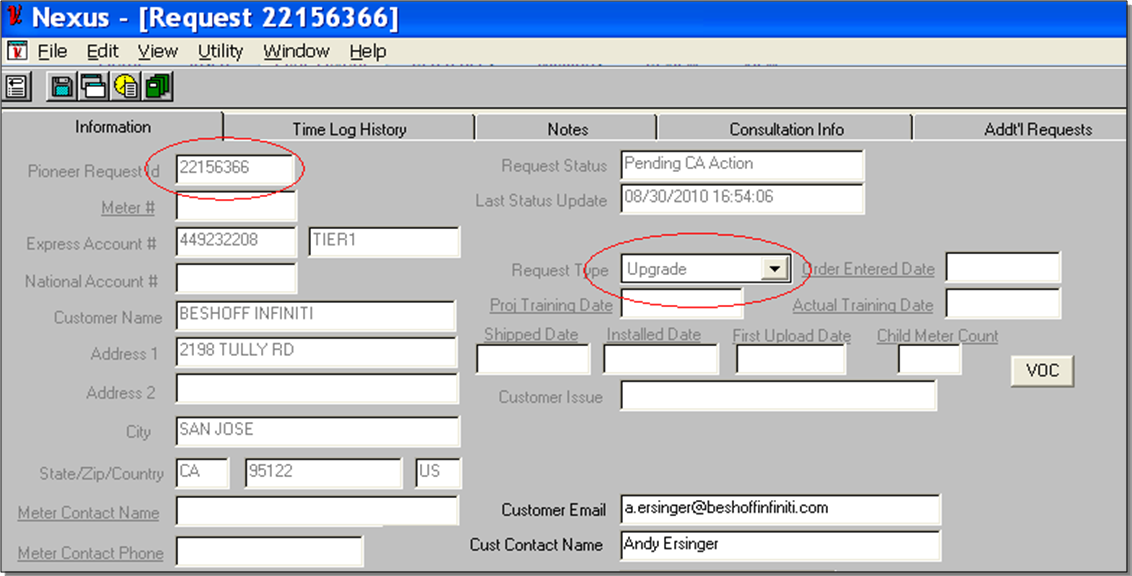 Nexus - [Request 22156366]
File Edit View Utility Window Help
Information Time Log History Notes Consultation Info Addt'l Requests
Pioneer Request Id 22156366 Request Status Pending CA Action
Meter # Last Status Update 08/30/2010 16:54:06
Express Account # 449232208 TIER1
National Account # Request Type Upgrade Order Entered Date
Proj Training Date Actual Training Date
Customer Name BESHOFF INFINITI
Shipped Date Installed Date First Upload Date Child Meter Count
Address 1 2198 TULLY RD
VOC
Address 2 Customer Issue
City SAN JOSE
State/Zip/Country CA 95122 US
Meter Contact Name Customer Email a.ersinger@beshoffinfiniti.com
Meter Contact Phone Cust Contact Name Andy Ersinger